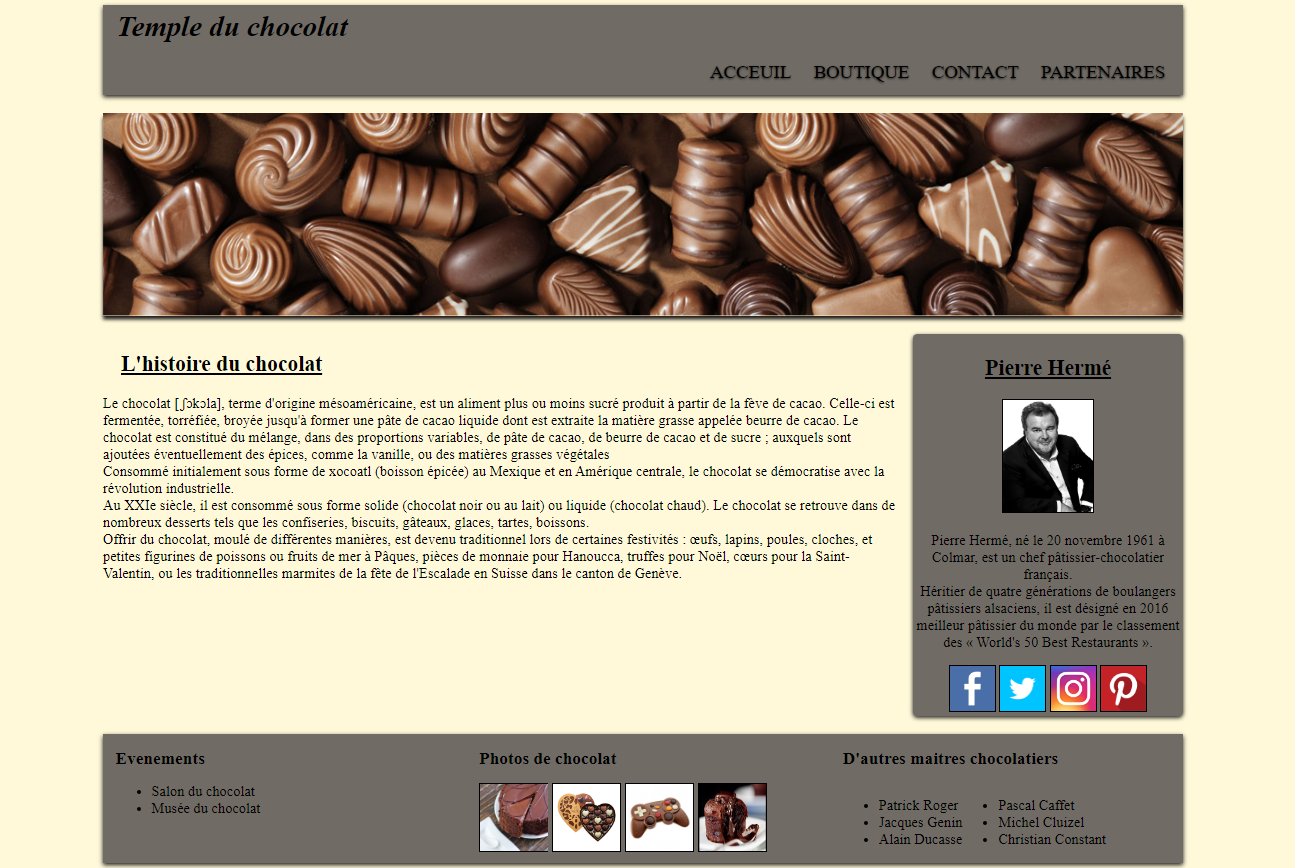 Temple du chocolat
ACCEUIL BOUTIQUE CONTACT PARTENAIRES
L'histoire du chocolat
Le chocolat [ʃɔkɔla], terme d'origine mésoaméricaine, est un aliment plus ou moins sucré produit à partir de la fève de cacao. Celle-ci est
fermentée, torréfiée, broyée jusqu'à former une pâte de cacao liquide dont est extraite la matière grasse appelée beurre de cacao. Le
chocolat est constitué du mélange, dans des proportions variables, de pâte de cacao, de beurre de cacao et de sucre ; auxquels sont
ajoutées éventuellement des épices, comme la vanille, ou des matières grasses végétales
Consommé initialement sous forme de xocoatl (boisson épicée) au Mexique et en Amérique centrale, le chocolat se démocratise avec la
révolution industrielle.
Au XXIe siècle, il est consommé sous forme solide (chocolat noir ou au lait) ou liquide (chocolat chaud). Le chocolat se retrouve dans de
nombreux desserts tels que les confiseries, biscuits, gâteaux, glaces, tartes, boissons.
Offrir du chocolat, moulé de différentes manières, est devenu traditionnel lors de certaines festivités : œufs, lapins, poules, cloches, et
petites figurines de poissons ou fruits de mer à Pâques, pièces de monnaie pour Hanoucca, truffes pour Noël, cœurs pour la Saint-
Valentin, ou les traditionnelles marmites de la fête de l'Escalade en Suisse dans le canton de Genève.
Pierre Hermé
Pierre Hermé, né le 20 novembre 1961 à
Colmar, est un chef pâtissier-chocolatier
français.
Héritier de quatre générations de boulangers
pâtissiers alsaciens, il est désigné en 2016
meilleur pâtissier du monde par le classement
des « World's 50 Best Restaurants ».
Evenements
• Salon du chocolat
• Musée du chocolat
Photos de chocolat
D'autres maitres chocolatiers
• Patrick Roger
• Jacques Genin
• Alain Ducasse
• Pascal Caffet
• Michel Cluizel
• Christian Constant